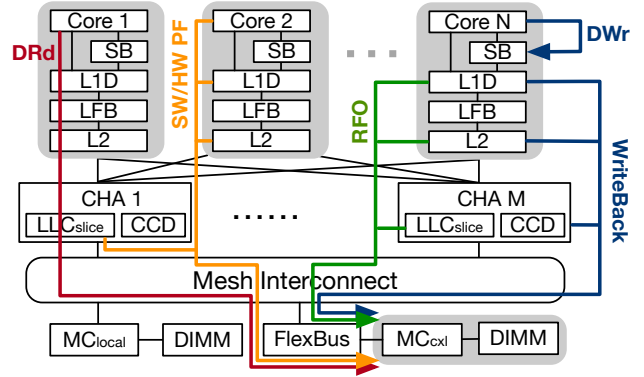 Core 1
Core 2
Core N
DRd
SW/HW PF
DWr
SB
SB
SB
L1D
L1D
L1D
RFO
LFB
LFB
LFB
L2
L2
L2
WriteBack
CHA 1
CHA M
LLCslice
CCD
......
LLCslice
CCD
Mesh Interconnect
MClocal
DIMM
FlexBus
MCcxl
DIMM